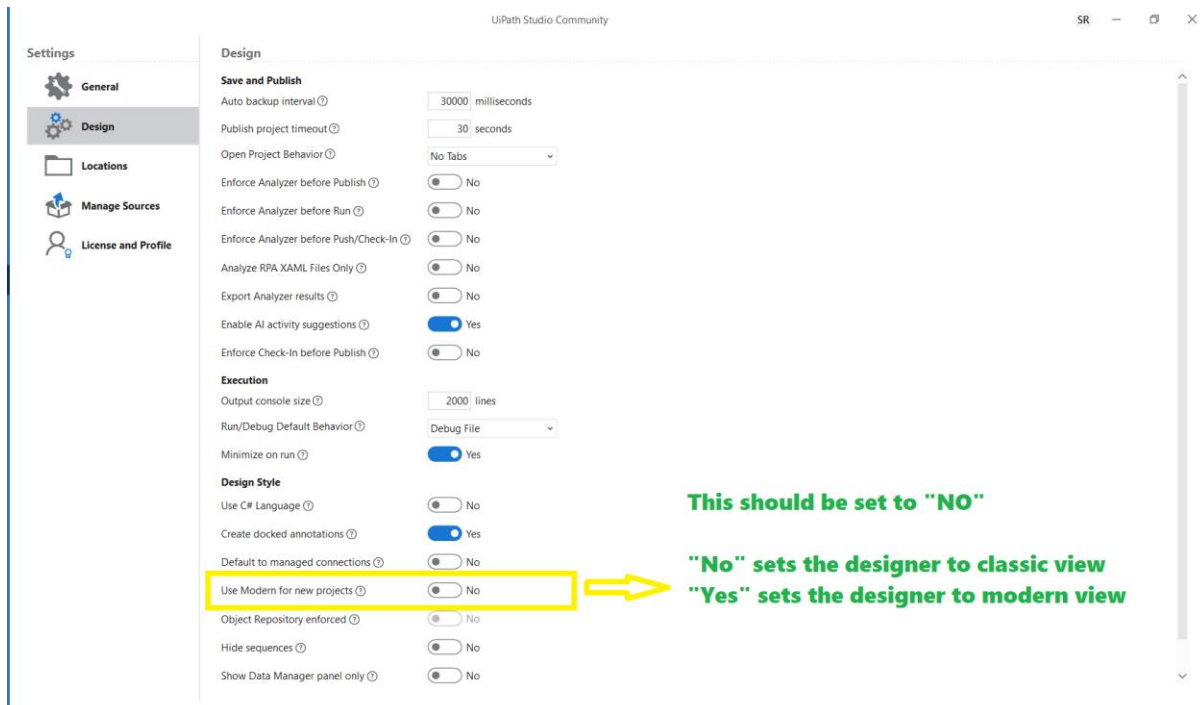 UiPath Studio Community
SR
Settings
General
Design
Locations
Manage Sources
License and Profile
Design
Save and Publish
Auto backup interval 30000 milliseconds
Publish project timeout 30 seconds
Open Project Behavior No Tabs
Enforce Analyzer before Publish No
Enforce Analyzer before Run No
Enforce Analyzer before Push/Check-In No
Analyze RPA XAML Files Only No
Export Analyzer results No
Enable AI activity suggestions Yes
Enforce Check-In before Publish No
Execution
Output console size 2000 lines
Run/Debug Default Behavior Debug File
Minimize on run Yes
Design Style
Use C# Language No
Create docked annotations Yes
Default to managed connections No
Use Modern for new projects No
Object Repository enforced No
Hide sequences No
Show Data Manager panel only No
This should be set to "NO"
"No" sets the designer to classic view
"Yes" sets the designer to modern view